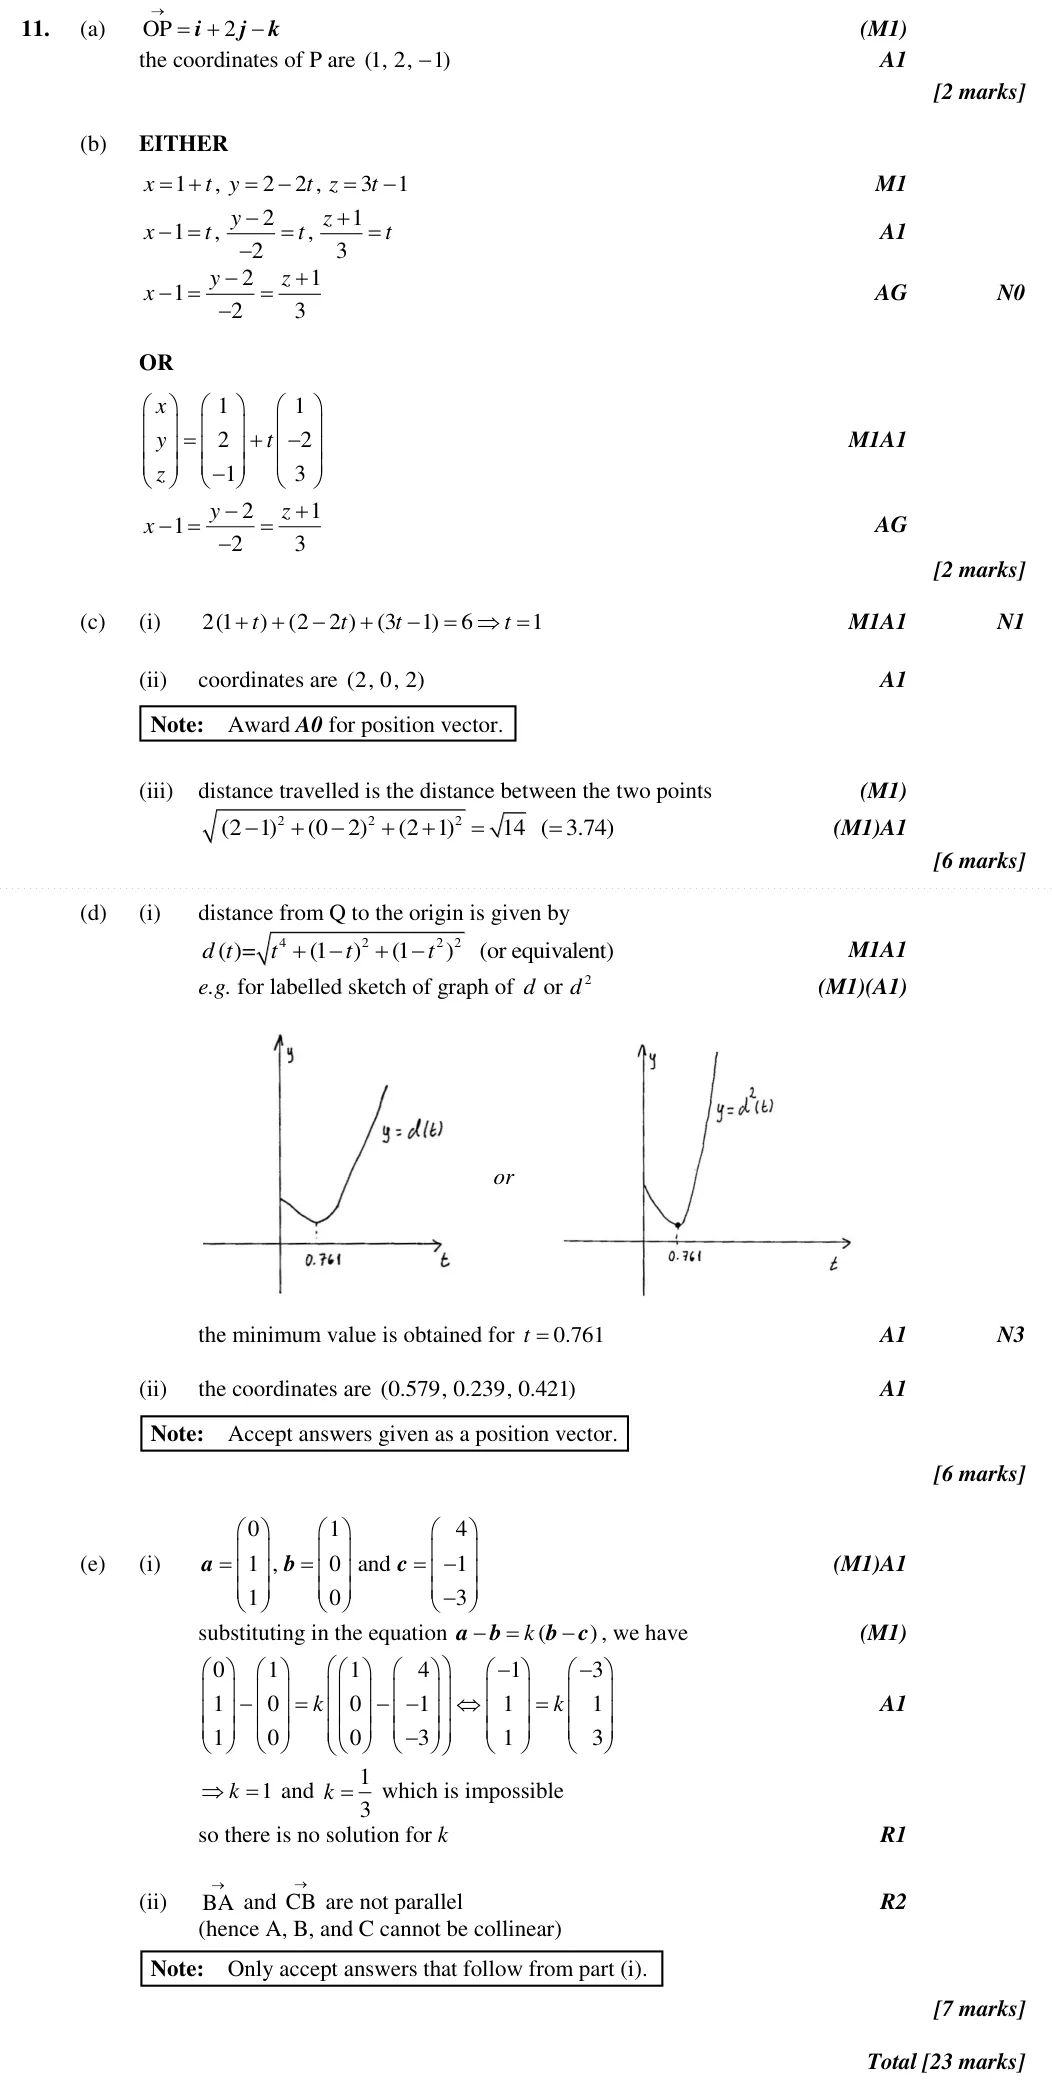 11. (a) →OP = i + 2j − k (M1)
the coordinates of P are (1, 2, −1) A1
[2 marks]
(b) EITHER
x = 1 + t, y = 2 − 2t, z = 3t − 1 M1
x − 1 = t, (y − 2)/−2 = t, (z + 1)/3 = t A1
x − 1 = (y − 2)/−2 = (z + 1)/3 AG N0
OR
(x y z) = (1 2 −1) + t (1 −2 3) M1A1
x − 1 = (y − 2)/−2 = (z + 1)/3 AG
[2 marks]
(c) (i) 2(1 + t) + (2 − 2t) + (3t − 1) = 6 ⇒ t = 1 M1A1 N1
(ii) coordinates are (2, 0, 2) A1
Note: Award A0 for position vector.
(iii) distance travelled is the distance between the two points (M1)
√((2 − 1)² + (0 − 2)² + (2 + 1)²) = √14 (= 3.74) (M1)A1
[6 marks]
(d) (i) distance from Q to the origin is given by
d(t)=√(t⁴ + (1 − t)² + (1 − t²)²) (or equivalent) M1A1
e.g. for labelled sketch of graph of d or d² (M1)(A1)
y y
y = d(t) y = d²(t)
or
0.761 t 0.761 t
the minimum value is obtained for t = 0.761 A1 N3
(ii) the coordinates are (0.579, 0.239, 0.421) A1
Note: Accept answers given as a position vector.
[6 marks]
(e) (i) a = (0 1 1), b = (1 0 0) and c = (4 −1 −3) (M1)A1
substituting in the equation a − b = k(b − c), we have (M1)
(0 1 1) − (1 0 0) = k((1 0 0) − (4 −1 −3)) ⇔ (−1 1 1) = k(−3 1 3) A1
⇒ k = 1 and k = 1/3 which is impossible
so there is no solution for k R1
(ii) →BA and →CB are not parallel R2
(hence A, B, and C cannot be collinear)
Note: Only accept answers that follow from part (i).
[7 marks]
Total [23 marks]